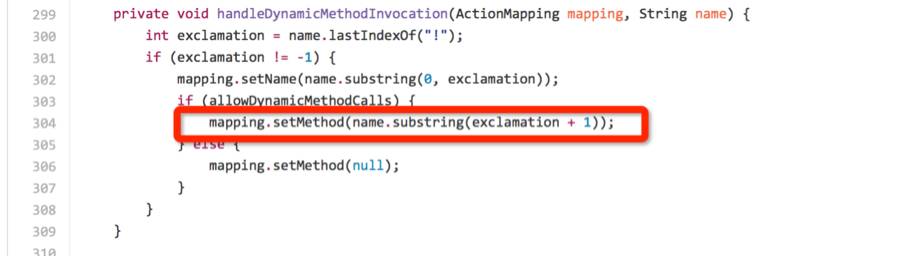 299 private void handleDynamicMethodInvocation(ActionMapping mapping, String name) {
300 int exclamation = name.lastIndexOf("!");
301 if (exclamation != -1) {
302 mapping.setName(name.substring(0, exclamation));
303 if (allowDynamicMethodCalls) {
304 mapping.setMethod(name.substring(exclamation + 1));
305 } else {
306 mapping.setMethod(null);
307 }
308 }
309 }
310